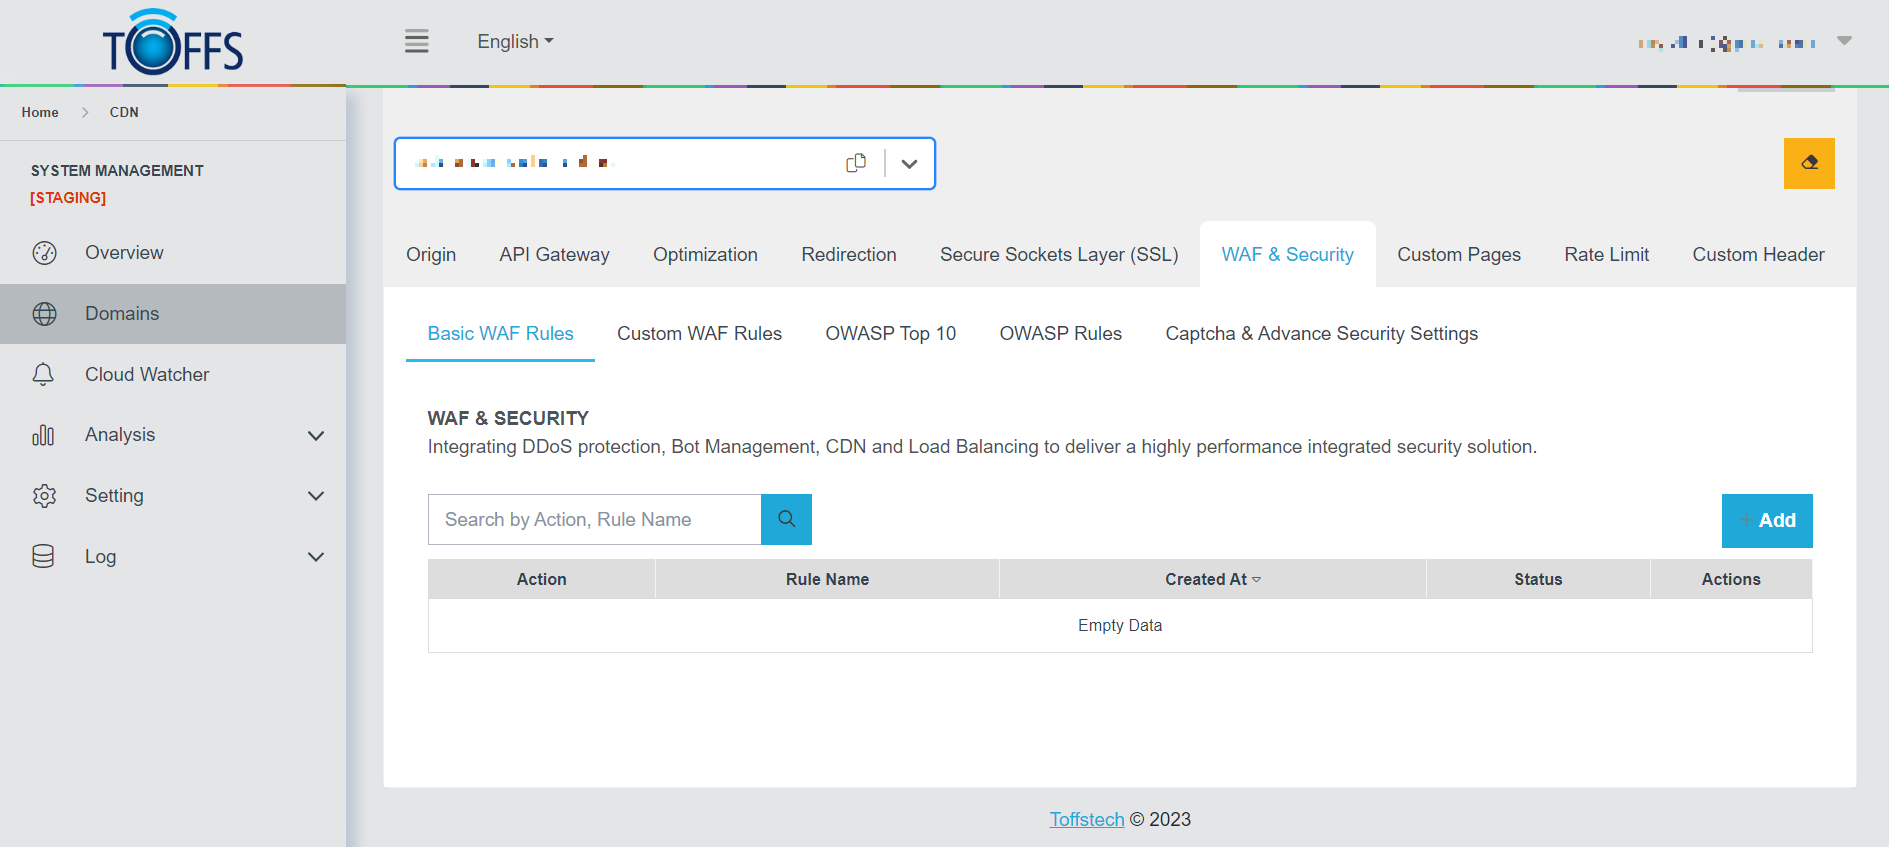 TOFFS
English
Home > CDN
SYSTEM MANAGEMENT
[STAGING]
Overview
Domains
Cloud Watcher
Analysis
Setting
Log
Origin API Gateway Optimization Redirection Secure Sockets Layer (SSL) WAF & Security Custom Pages Rate Limit Custom Header
Basic WAF Rules Custom WAF Rules OWASP Top 10 OWASP Rules Captcha & Advance Security Settings
WAF & SECURITY
Integrating DDoS protection, Bot Management, CDN and Load Balancing to deliver a highly performance integrated security solution.
Search by Action, Rule Name
+ Add
Action Rule Name Created At Status Actions
Empty Data
Toffstech © 2023